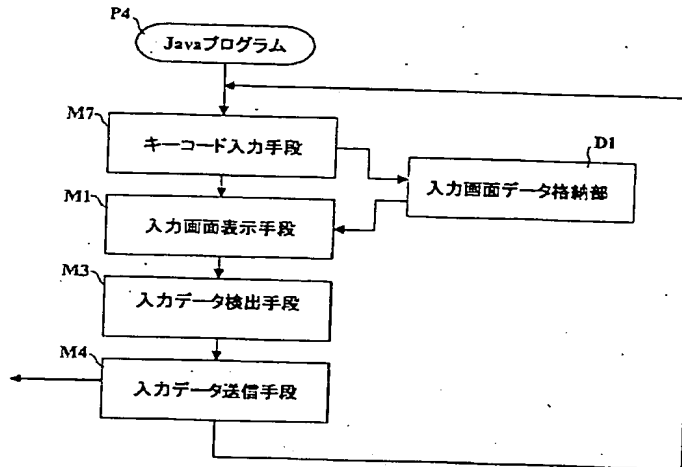 P4
Javaプログラム
M7
キーコード入力手段
D1
入力画面データ格納部
M1
入力画面表示手段
M3
入力データ検出手段
M4
入力データ送信手段